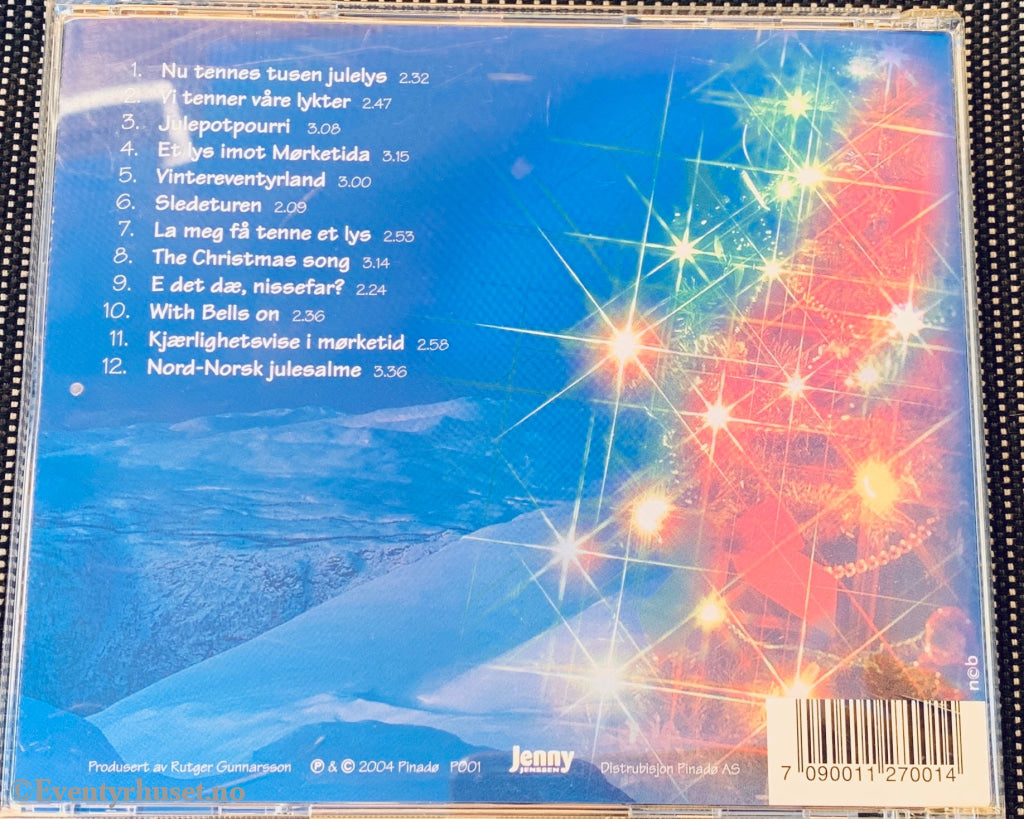 1. Nu tennes tusen julelys 2.32
2. Vi tenner våre lykter 2.47
3. Julepotpourri 3.08
4. Et lys imot Mørketida 3.15
5. Vintereventyrland 3.00
6. Sledeturen 2.09
7. La meg få tenne et lys 2.53
8. The Christmas song 3.14
9. E det dæ, nissefar? 2.24
10. With Bells on 2.36
11. Kjærlighetsvise i mørketid 2.58
12. Nord-Norsk julesalme 3.36
n©b
Produsert av Rutger Gunnarsson ℗ & © 2004 Pinadø P001 Jenny Distrubisjon Pinadø AS
JENSSEN
7 090011 270014
©Eventyrhuset.no